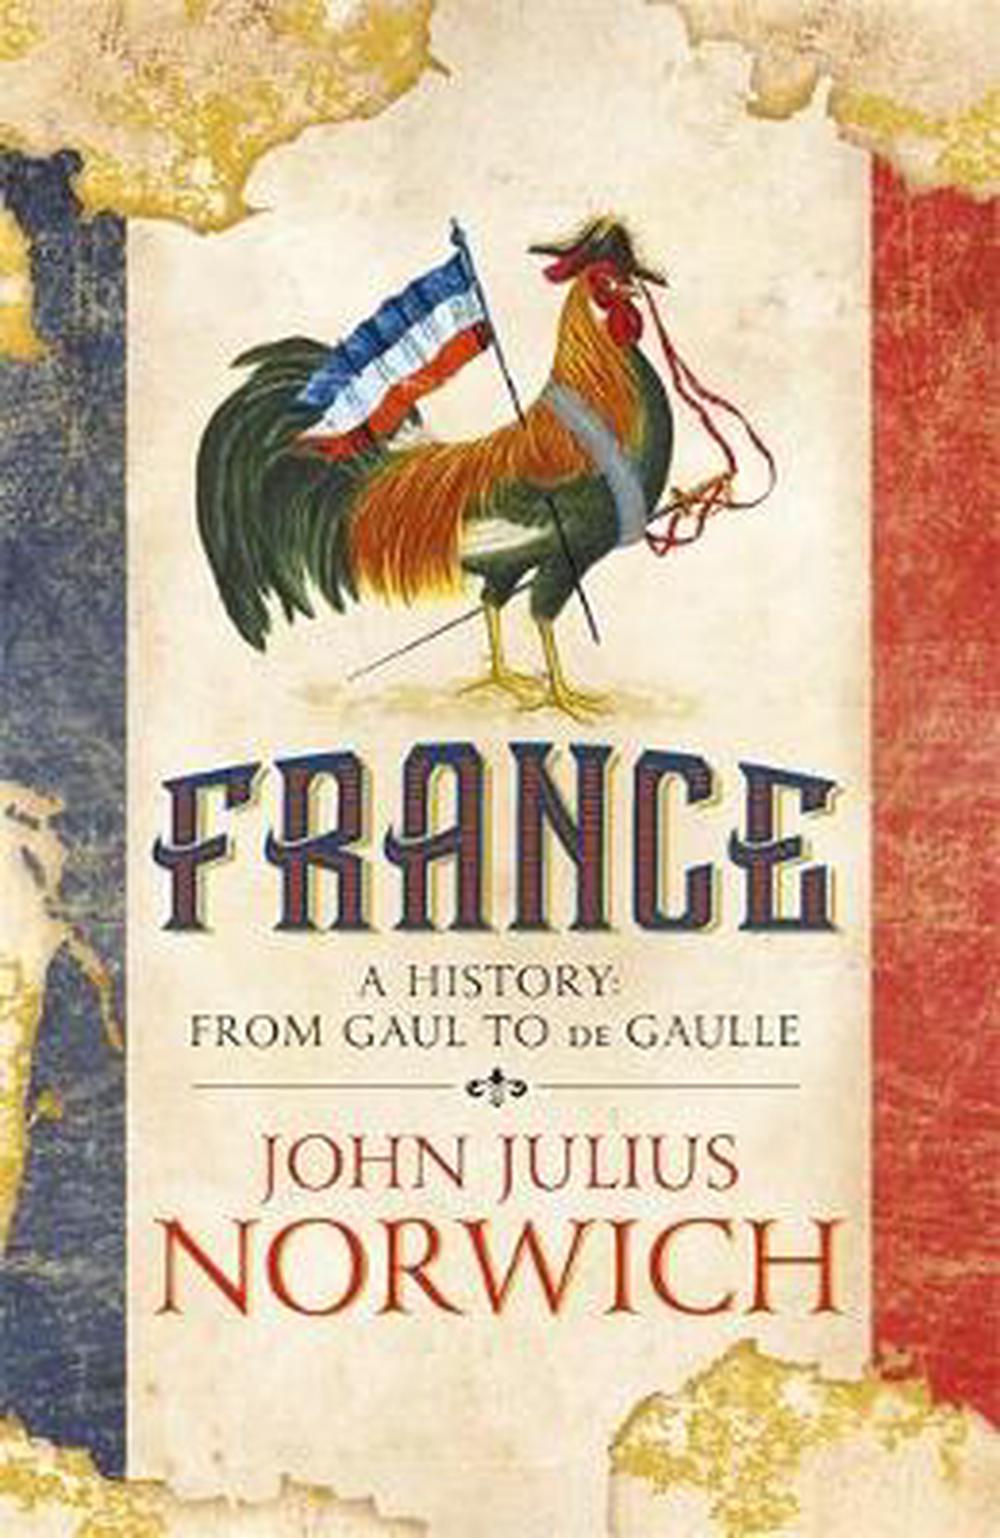 FRANCE
A HISTORY:
FROM GAUL TO DE GAULLE
JOHN JULIUS
NORWICH